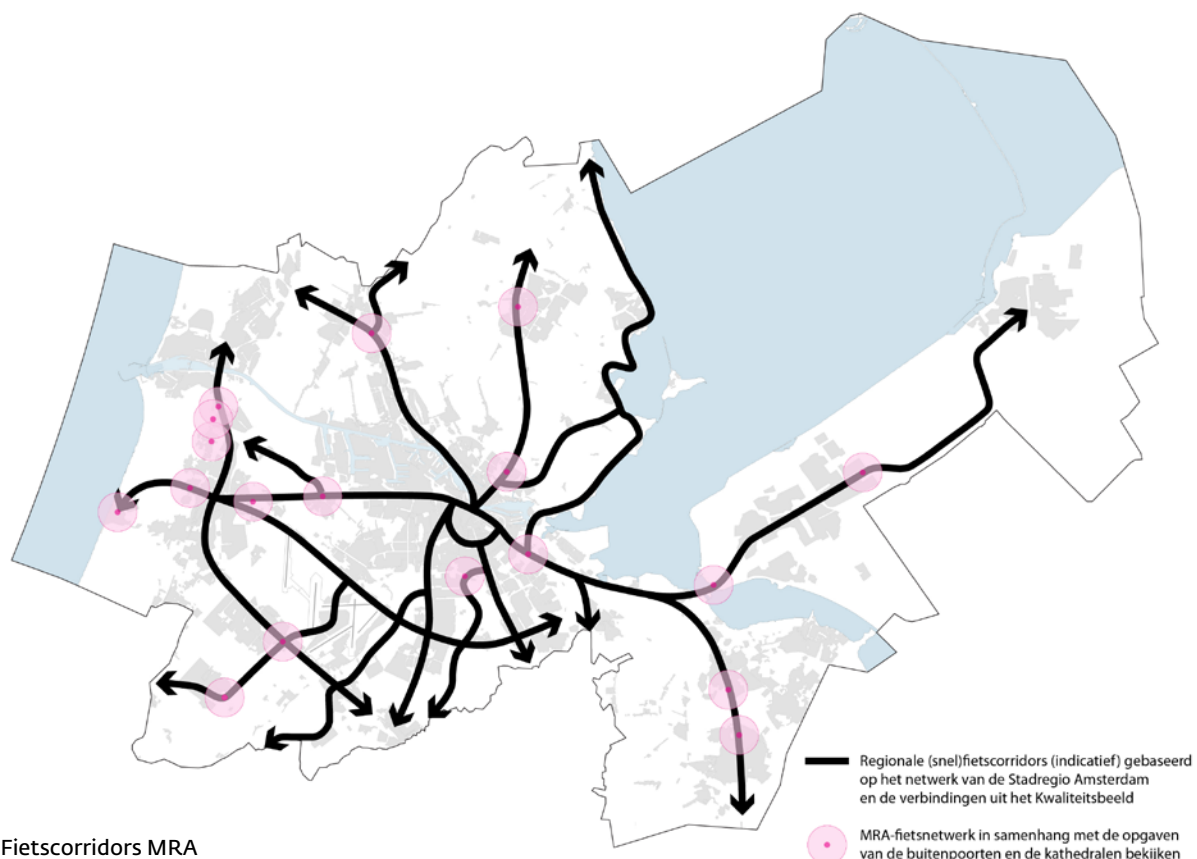 Regionale (snel)fietscorridors (indicatief) gebaseerd
op het netwerk van de Stadregio Amsterdam
en de verbindingen uit het Kwaliteitsbeeld
MRA-fietsnetwerk in samenhang met de opgaven
van de buitenpoorten en de kathedralen bekijken
Fietscorridors MRA